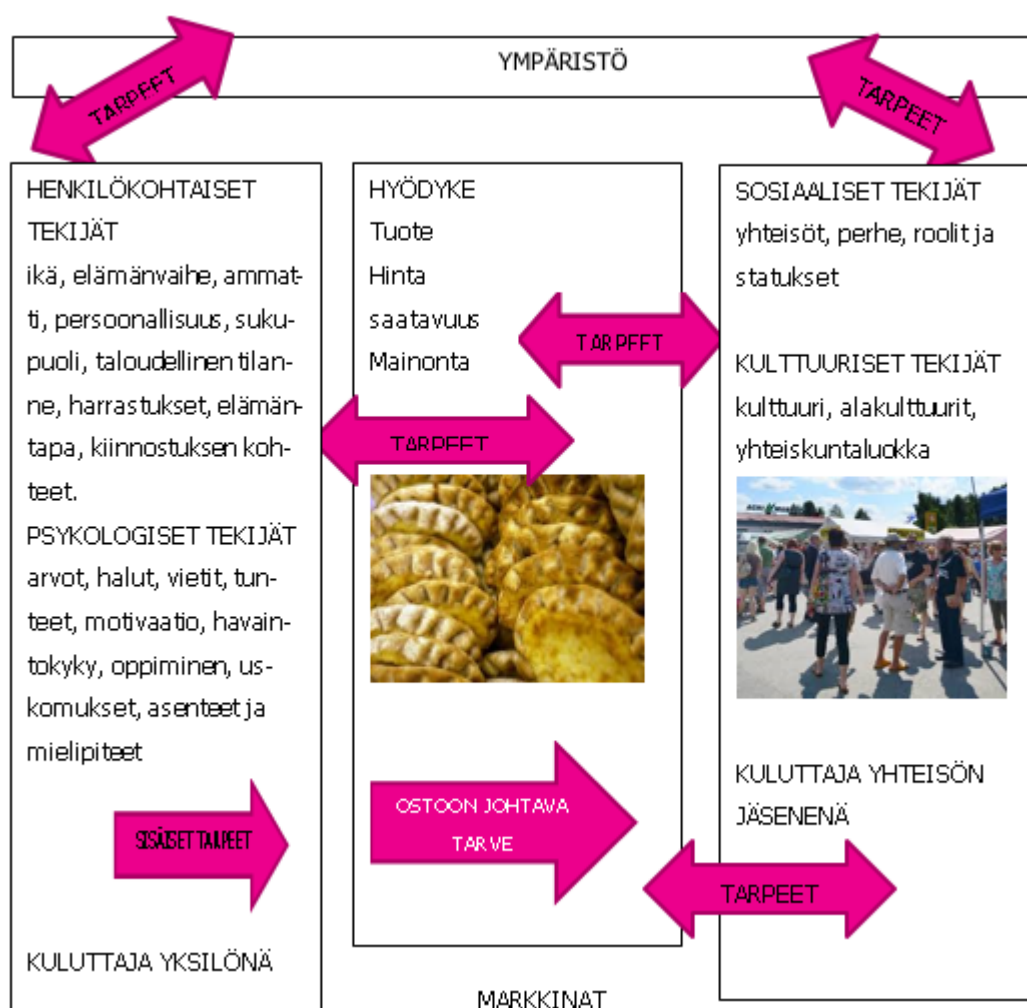 YMPÄRISTÖ
TARPEET
TARPEET
HENKILÖKOHTAISET
TEKIJÄT
ikä, elämänvaihe, ammat-
ti, persoonallisuus, suku-
puoli, taloudellinen tilan-
ne, harrastukset, elämän-
tapa, kiinnostuksen koh-
teet.
PSYKOLOGISET TEKIJÄT
arvot, halut, vietit, tun-
teet, motivaatio, havain-
tokyky, oppiminen, us-
komukset, asenteet ja
mielipiteet
SISÄISET TARPEET
KULUTTAJA YKSILÖNÄ
HYÖDYKE
Tuote
Hinta
saatavuus
Mainonta
TARPEET
TARPEET
OSTOON JOHTAVA
TARVE
MARKKINAT
SOSIAALISET TEKIJÄT
yhteisöt, perhe, roolit ja
statukset
KULTTUURISET TEKIJÄT
kulttuuri, alakulttuurit,
yhteiskuntaluokka
KULUTTAJA YHTEISÖN
JÄSENENÄ
TARPEET